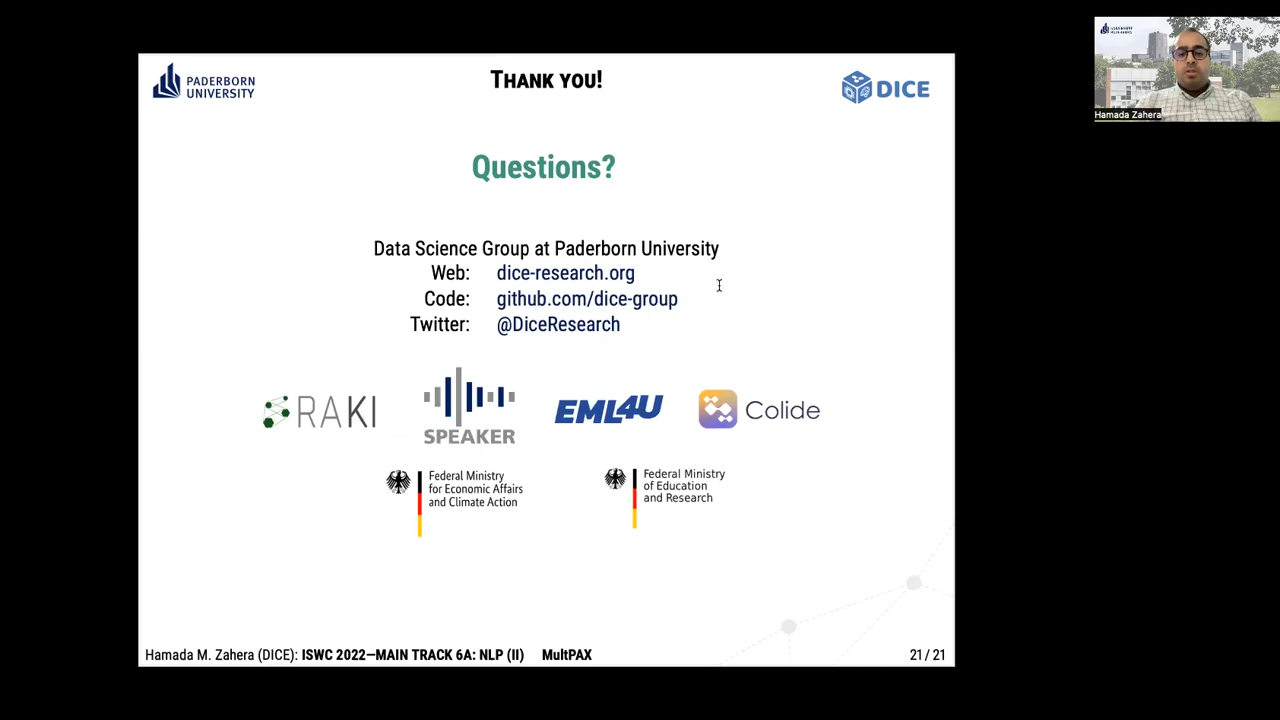 PADERBORN
UNIVERSITY
THANK YOU!
DICE
Hamada Zahera
Questions?
Data Science Group at Paderborn University
Web: dice-research.org
Code: github.com/dice-group
Twitter: @DiceResearch
RAKI
SPEAKER
EML4U
Colide
Federal Ministry
for Economic Affairs
and Climate Action
Federal Ministry
of Education
and Research
Hamada M. Zahera (DICE): ISWC 2022—MAIN TRACK 6A: NLP (II) MultPAX
21 / 21